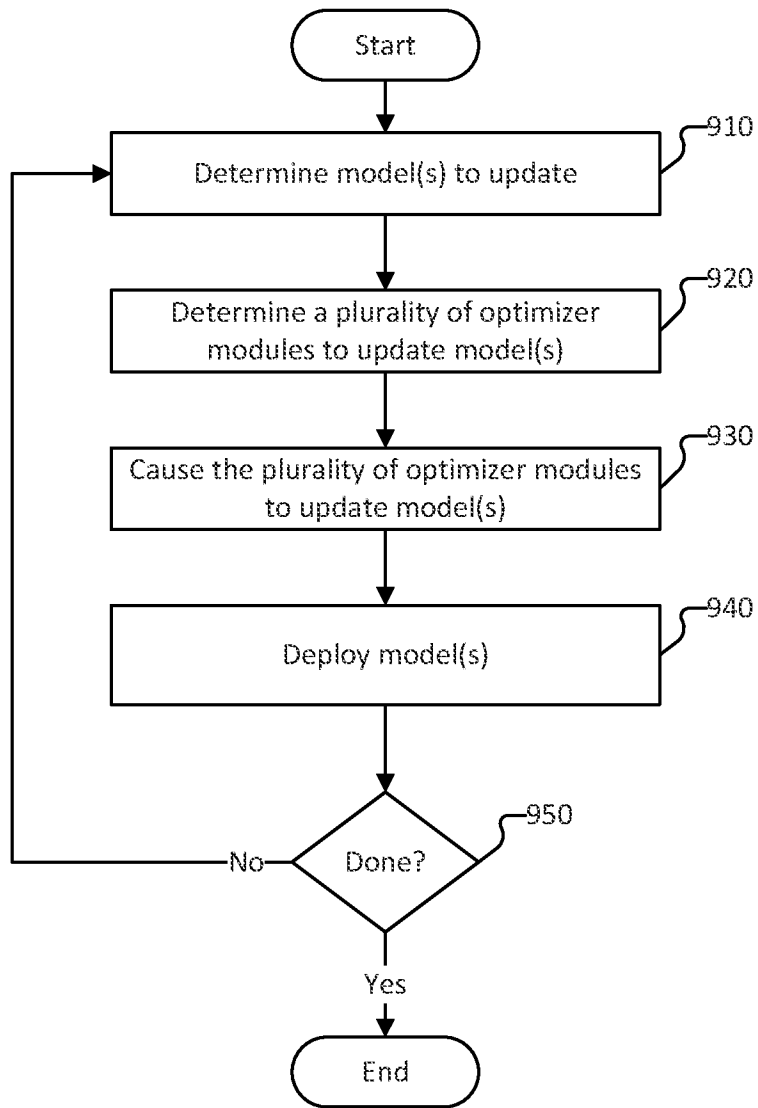 Start
910
Determine model(s) to update
920
Determine a plurality of optimizer
modules to update model(s)
930
Cause the plurality of optimizer modules
to update model(s)
940
Deploy model(s)
950
Done?
No
Yes
End